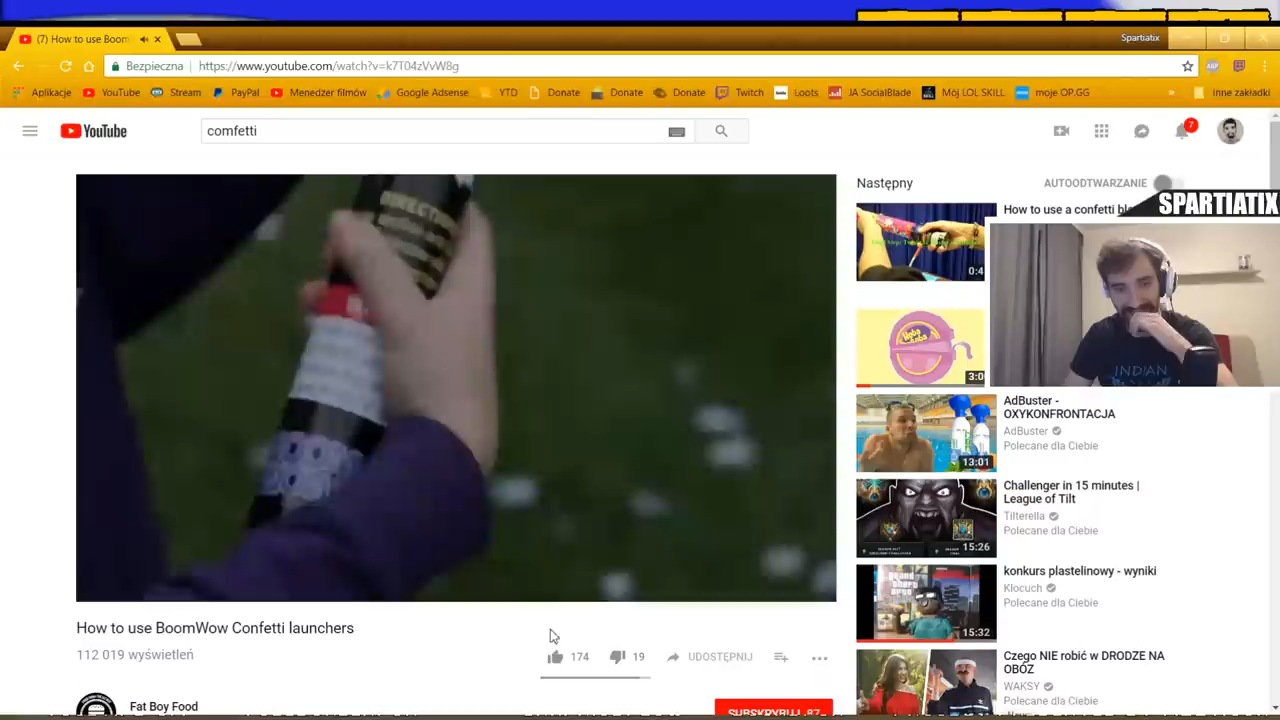 Spartiatix
(7) How to use Boom
Bezpieczna
https://www.youtube.com/watch?v=k7T04zVvW8g
ABP
Aplikacje YouTube Stream PayPal Menedżer filmów Google Adsense YTD Donate Donate Donate Twitch Loots JA SocialBlade Mój LOL SKILL moje OP.GG » Inne zakładki
YouTube
comfetti
7
Następny
AUTOODTWARZANIE
SPARTIATIX
How to use a confetti
0:4
DIRECTION
INDIAN
3:0
AdBuster -
OXYKONFRONTACJA
AdBuster
Polecane dla Ciebie
13:01
Challenger in 15 minutes |
League of Tilt
Tilterella
Polecane dla Ciebie
15:26
konkurs plastelinowy - wyniki
Klocuch
Polecane dla Ciebie
15:32
Czego NIE robić w DRODZE NA
OBÓZ
WAKSY
Polecane dla Ciebie
How to use BoomWow Confetti launchers
112 019 wyświetleń
174
19
UDOSTĘPNIJ
Fat Boy Food
SUBSKRYBUJ 87